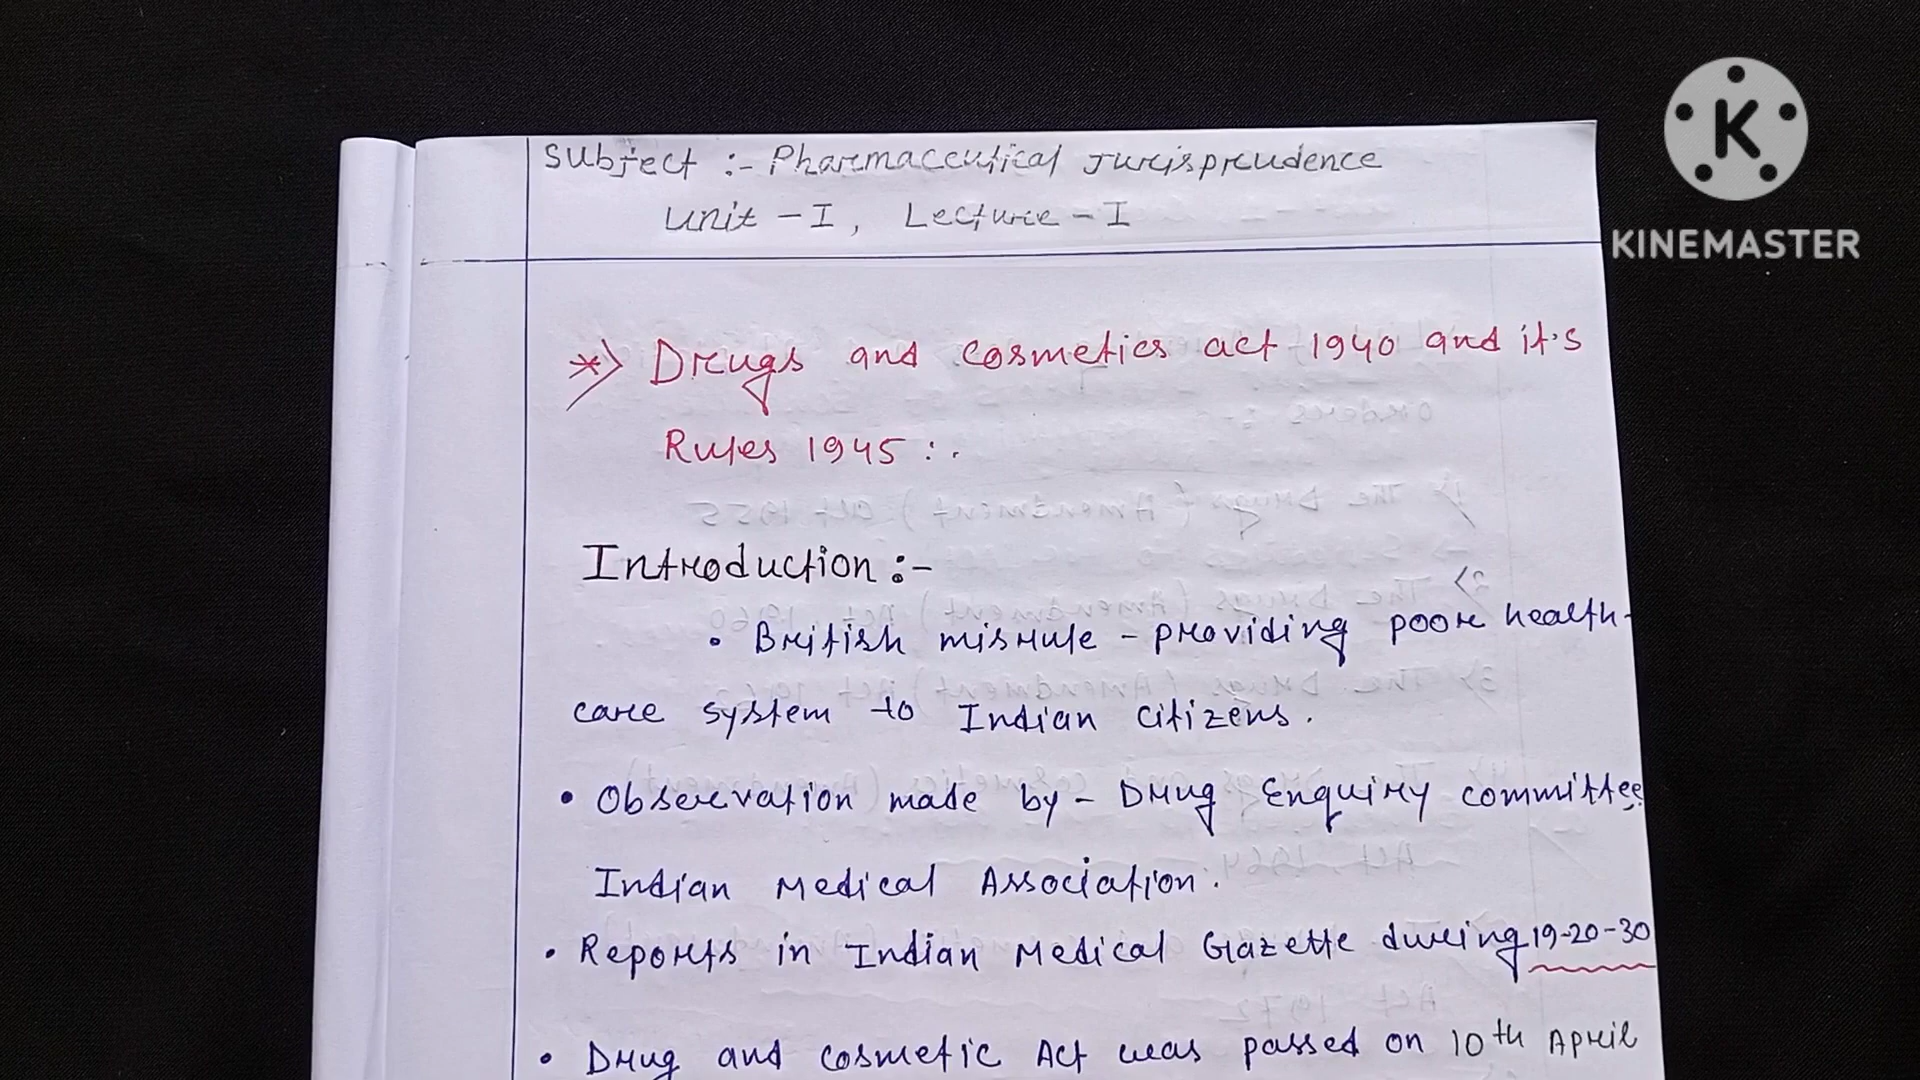 Subject :- Pharmaceutical Jurisprudence
Unit - I, Lecture - I
*) Drugs and cosmetics act 1940 and it's
Rules 1945 :.
Introduction :-
• British misrule - providing poor health-
care system to Indian citizens.
• Observation made by - Drug Enquiry committee
Indian Medical Association.
• Reports in Indian Medical Gazette during 19-20-30
• Drug and cosmetic Act was passed on 10th April
K
KINEMASTER